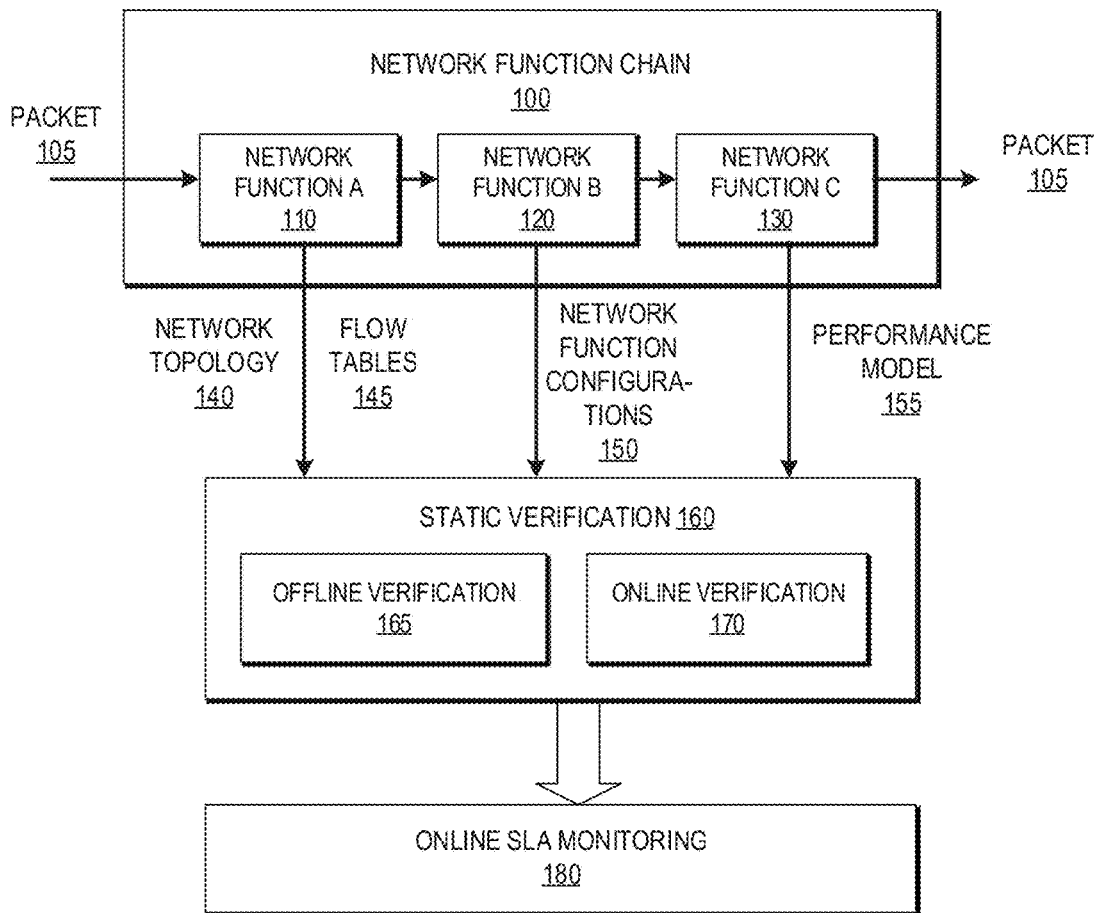 NETWORK FUNCTION CHAIN
100
PACKET
105
NETWORK
FUNCTION A
110
NETWORK
FUNCTION B
120
NETWORK
FUNCTION C
130
PACKET
105
NETWORK
TOPOLOGY
140
FLOW
TABLES
145
NETWORK
FUNCTION
CONFIGURA-
TIONS
150
PERFORMANCE
MODEL
155
STATIC VERIFICATION 160
OFFLINE VERIFICATION
165
ONLINE VERIFICATION
170
ONLINE SLA MONITORING
180